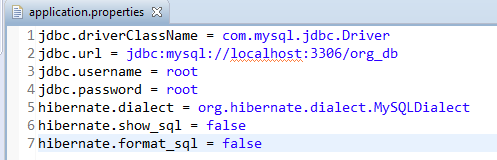 application.properties
1 jdbc.driverClassName = com.mysql.jdbc.Driver
2 jdbc.url = jdbc:mysql://localhost:3306/org_db
3 jdbc.username = root
4 jdbc.password = root
5 hibernate.dialect = org.hibernate.dialect.MySQLDialect
6 hibernate.show_sql = false
7 hibernate.format_sql = false